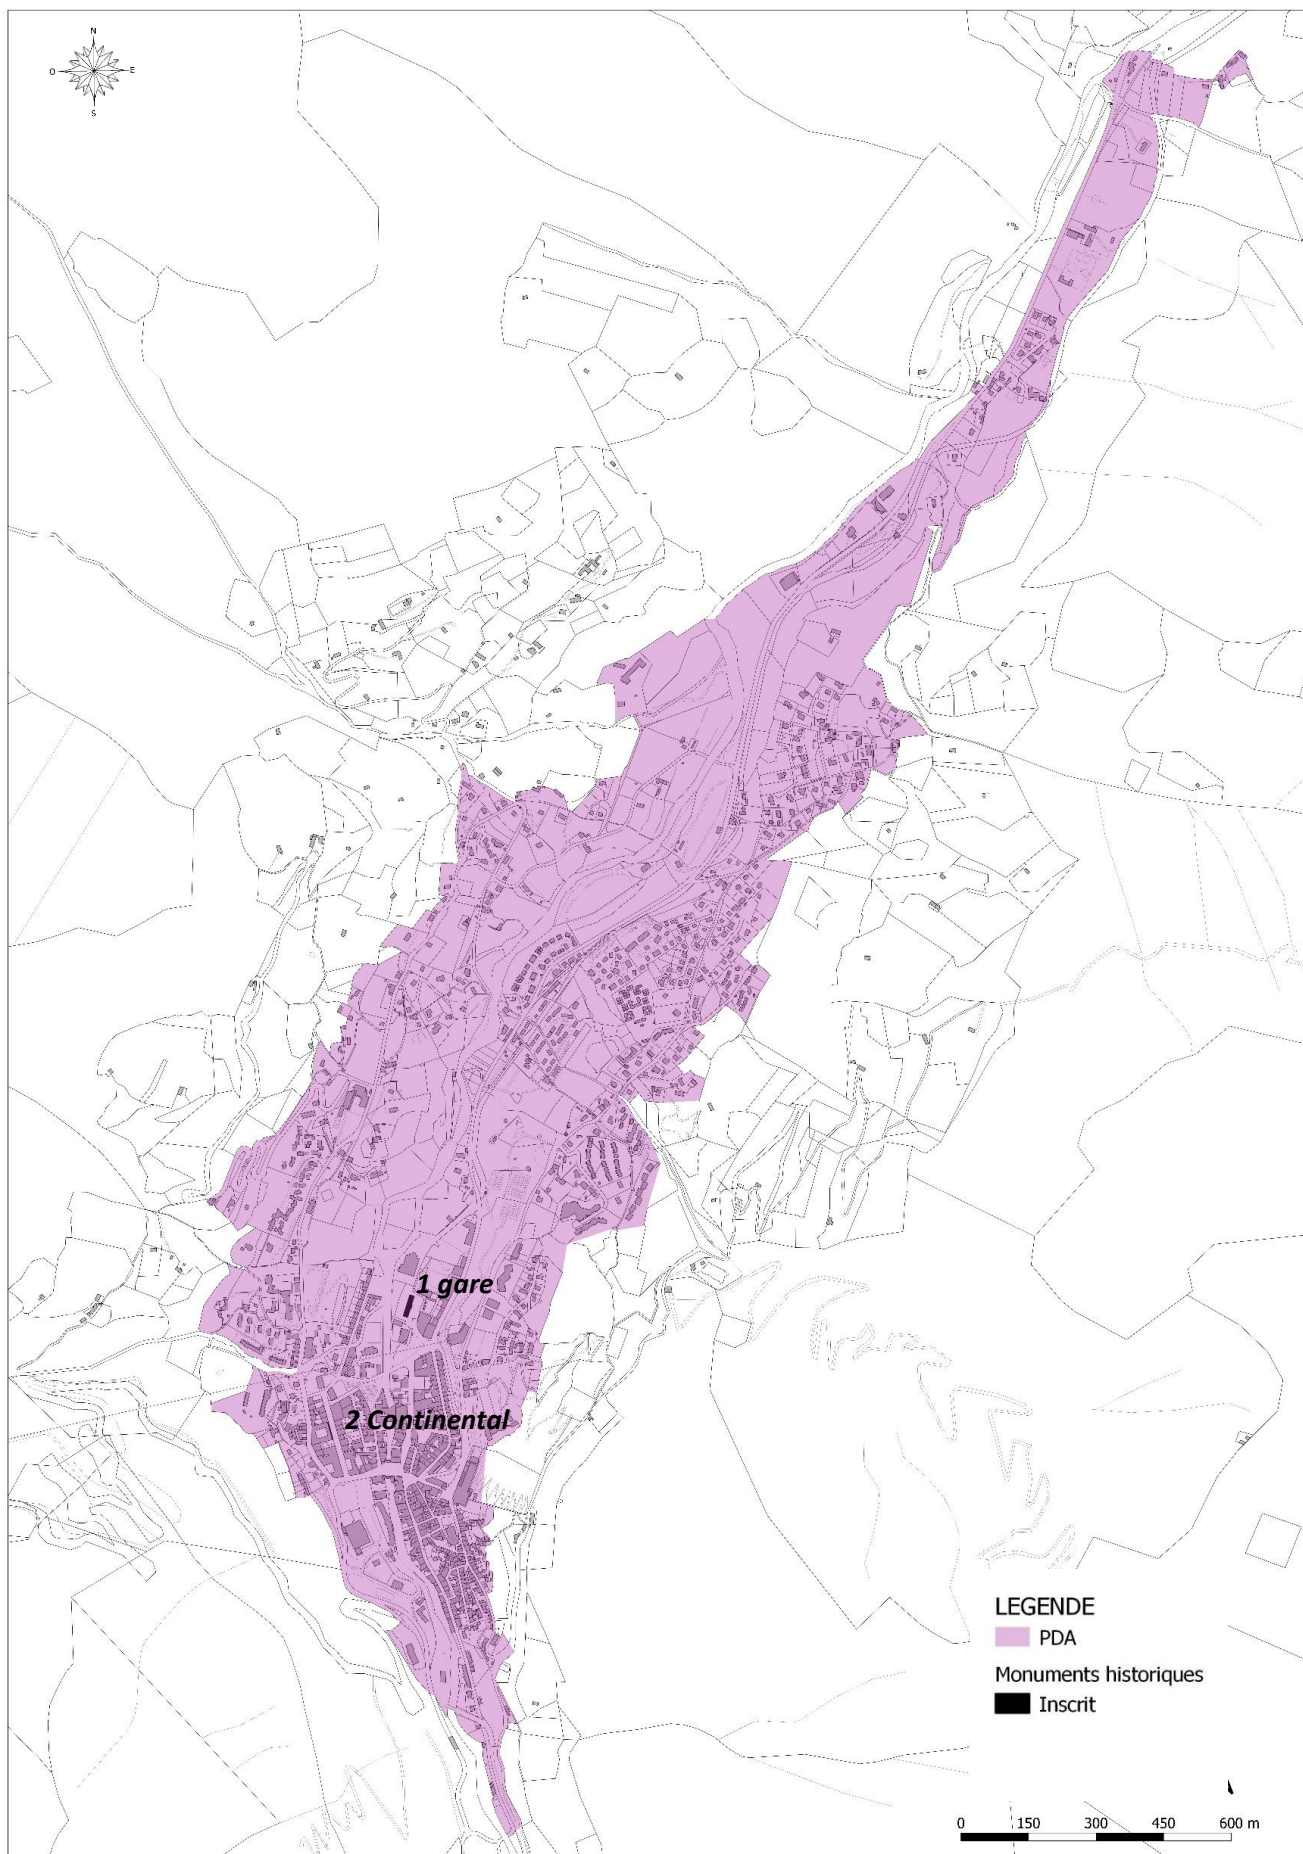 N
O
E
S
1 gare
2 Continental
LEGENDE
PDA
Monuments historiques
Inscrit
0 150 300 450 600 m